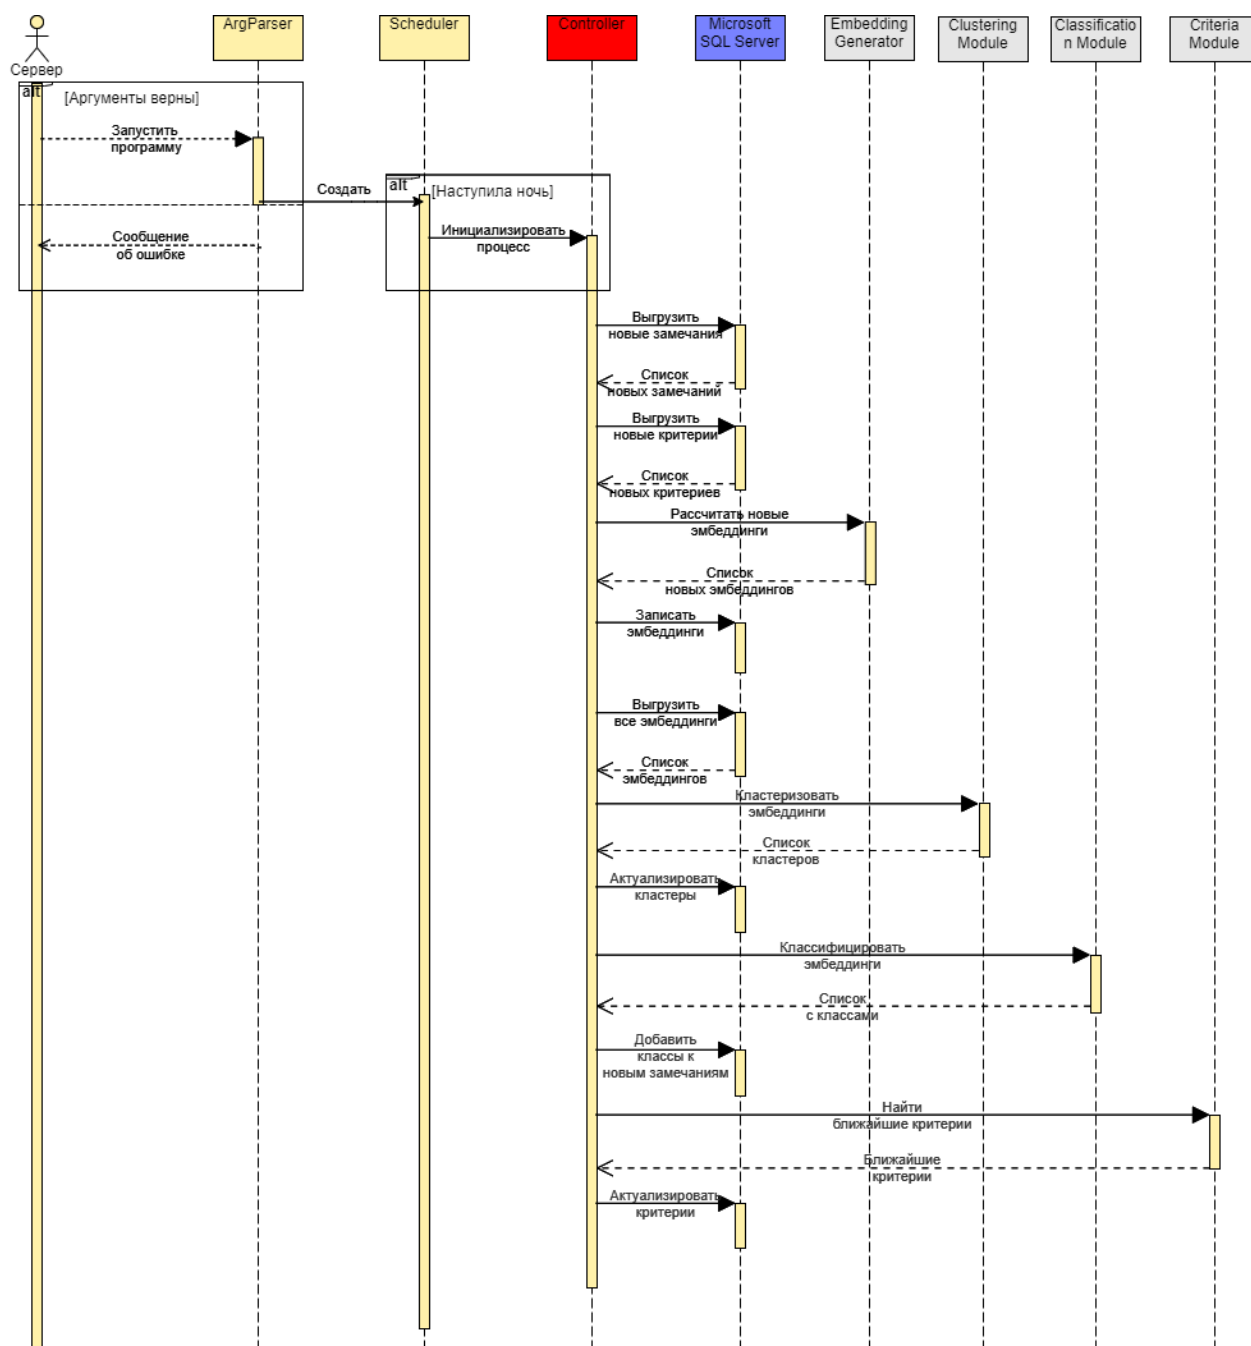 Сервер
ArgParser
Scheduler
Controller
Microsoft
SQL Server
Embedding
Generator
Clustering
Module
Classificatio
n Module
Criteria
Module
alt
[Аргументы верны]
Запустить
программу
Создать
alt
[Наступила ночь]
Сообщение
об ошибке
Инициализировать
процесс
Выгрузить
новые замечания
Список
новых замечаний
Выгрузить
новые критерии
Список
новых критериев
Рассчитать новые
эмбеддинги
Список
новых эмбеддингов
Записать
эмбеддинги
Выгрузить
все эмбеддинги
Список
эмбеддингов
Кластеризовать
эмбеддинги
Список
кластеров
Актуализировать
кластеры
Классифицировать
эмбеддинги
Список
с классами
Добавить
классы к
новым замечаниям
Найти
ближайшие критерии
Ближайшие
критерии
Актуализировать
критерии